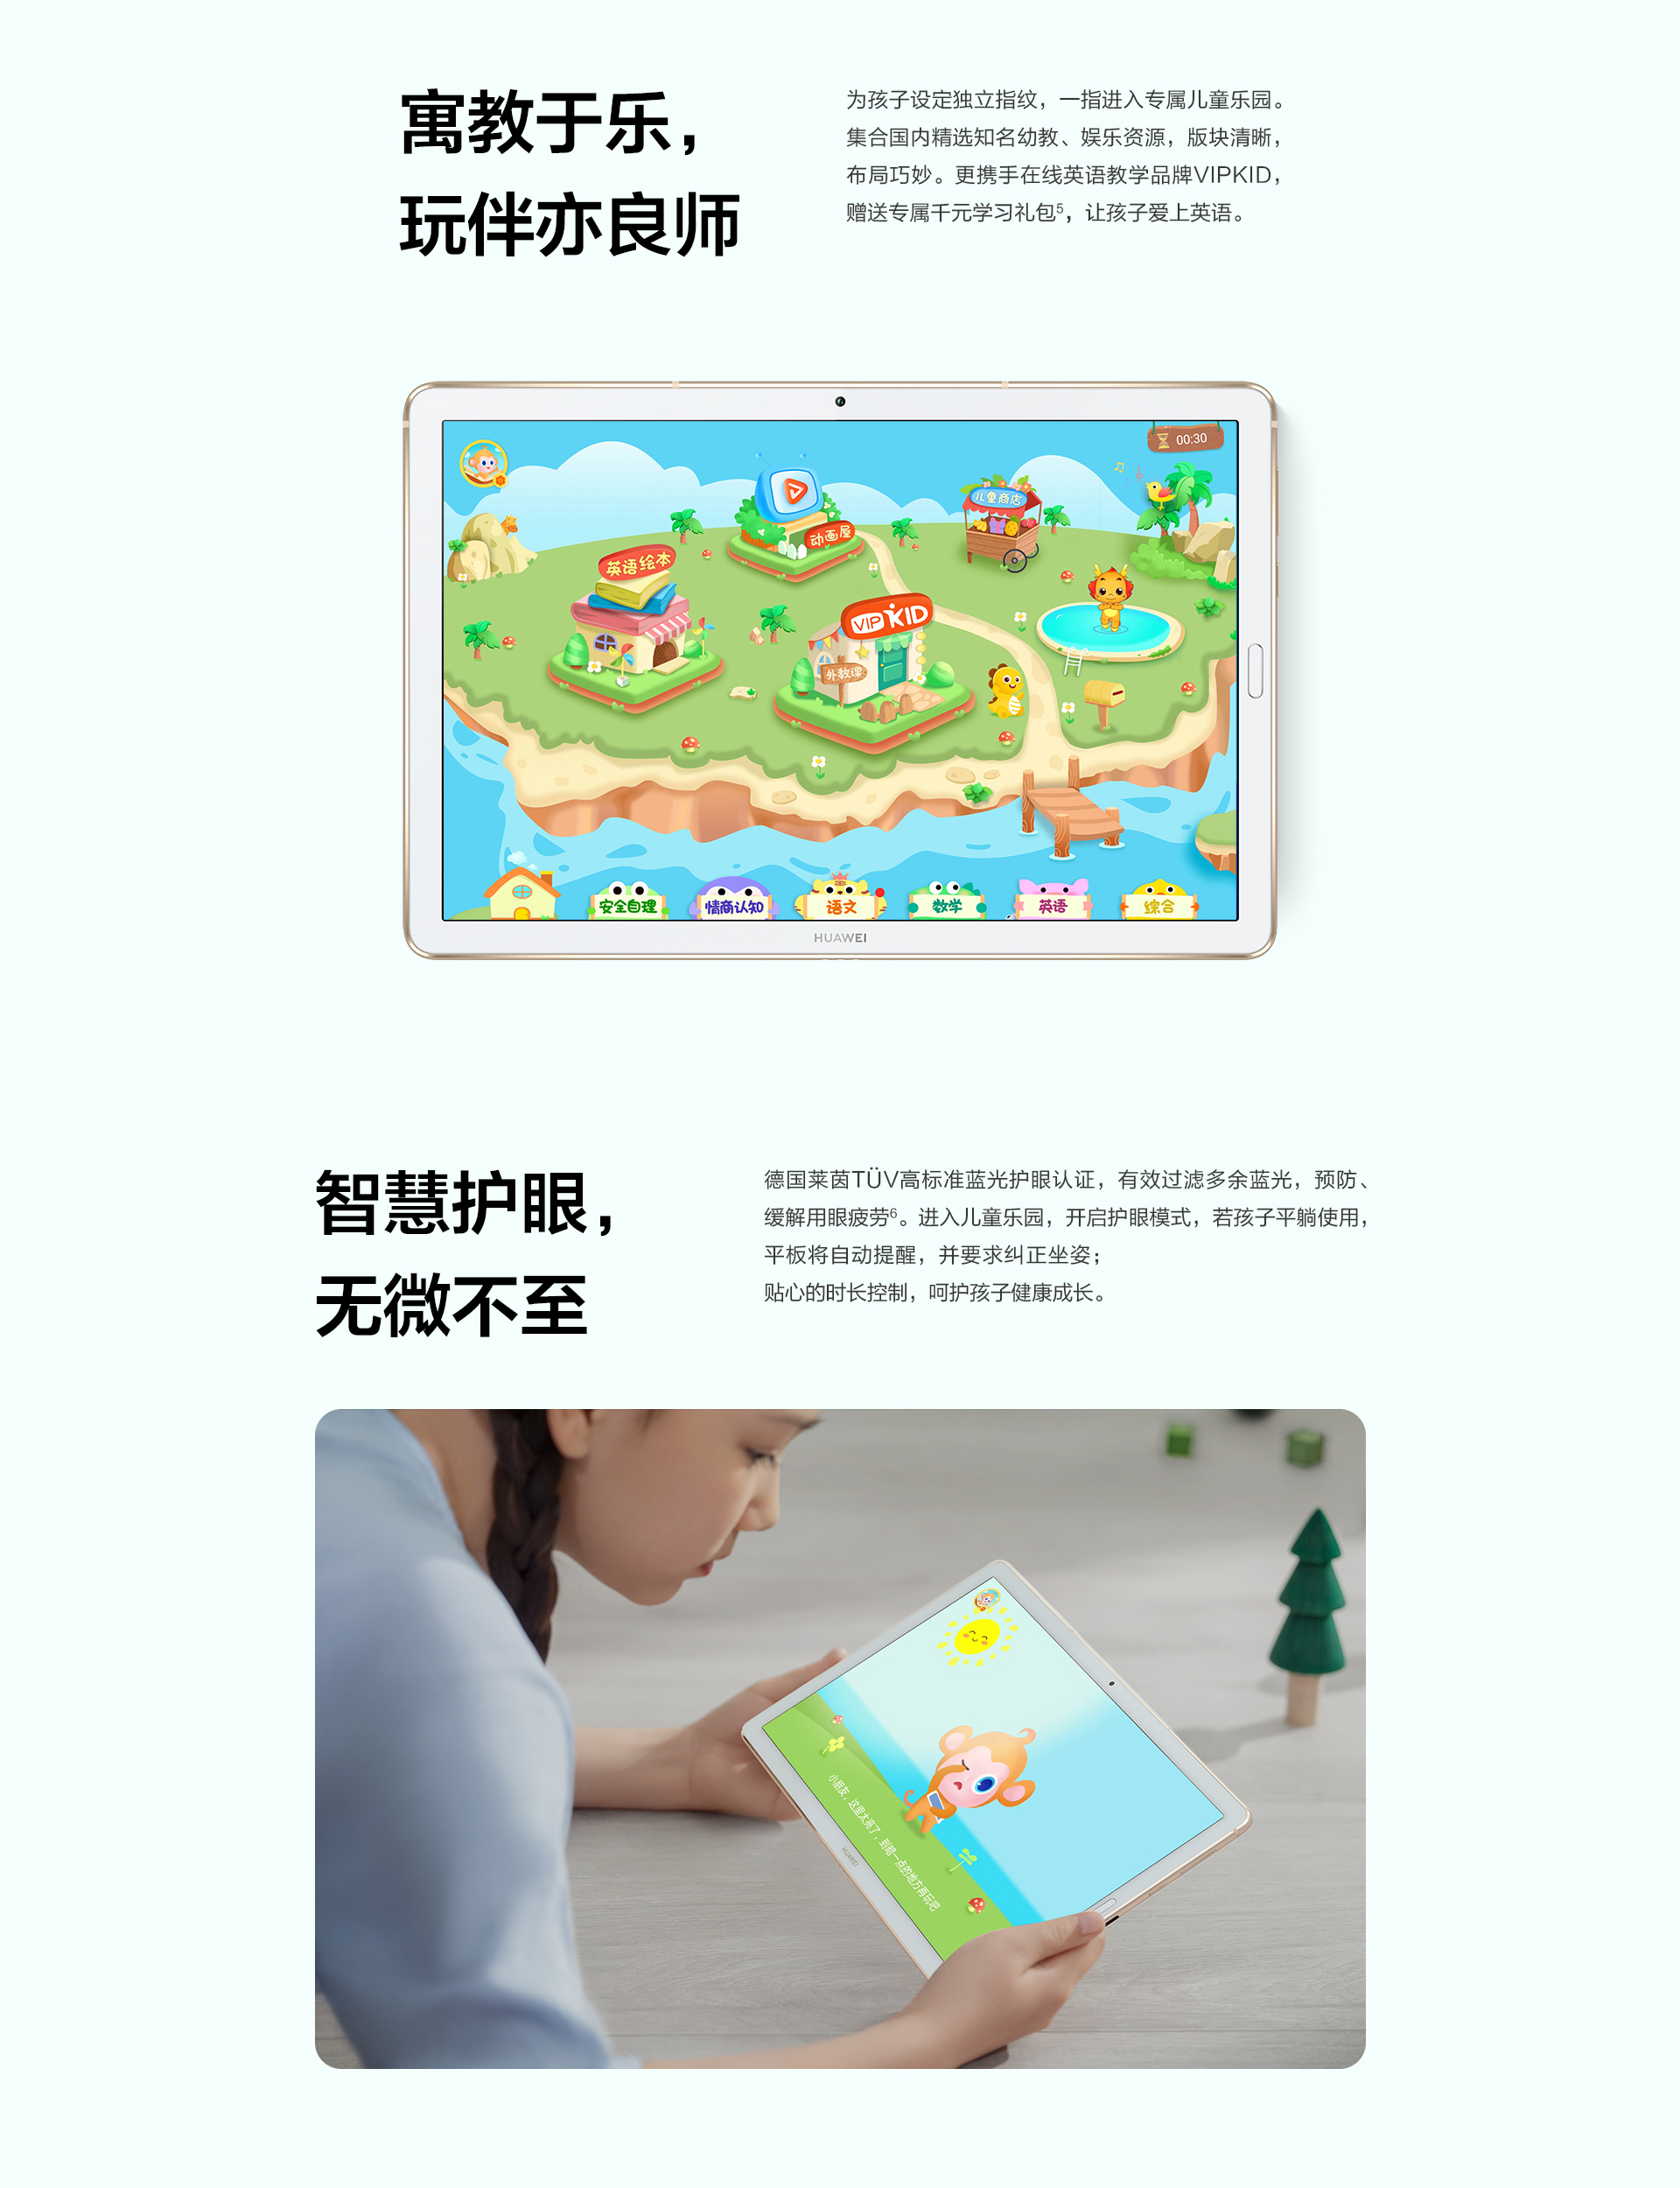 寓教于乐，
玩伴亦良师
为孩子设定独立指纹，一指进入专属儿童乐园。
集合国内精选知名幼教、娱乐资源，版块清晰，
布局巧妙。更携手在线英语教学品牌VIPKID，
赠送专属千元学习礼包⁵，让孩子爱上英语。
00:30
儿童商店
动画屋
英语绘本
VIPKID
外教课
安全自理
情商认知
语文
数学
英语
综合
HUAWEI
智慧护眼，
无微不至
德国莱茵TÜV高标准蓝光护眼认证，有效过滤多余蓝光，预防、
缓解用眼疲劳⁶。进入儿童乐园，开启护眼模式，若孩子平躺使用，
平板将自动提醒，并要求纠正坐姿；
贴心的时长控制，呵护孩子健康成长。
小朋友，这里太亮了，到暗一点的地方再玩吧
HUAWEI